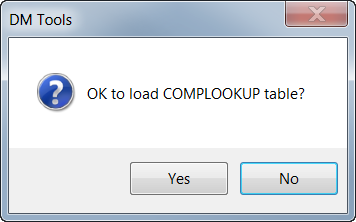 DM Tools
OK to load COMPLOOKUP table?
Yes
No